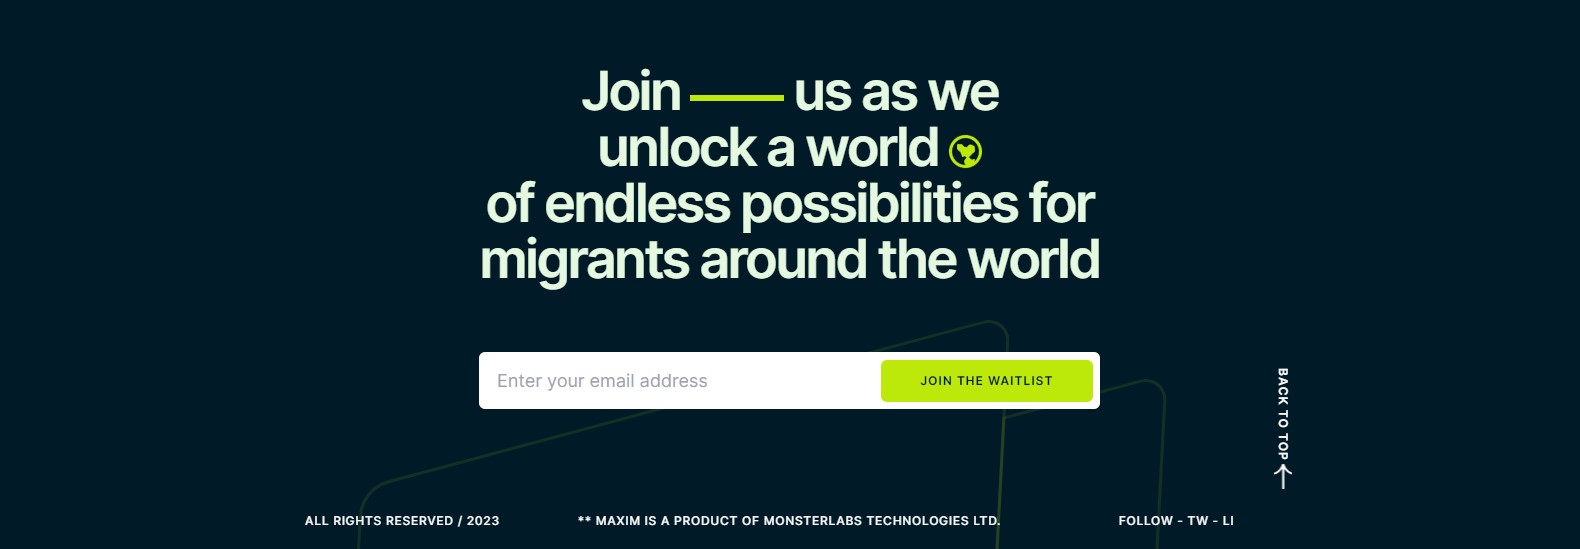 Join us as we
unlock a world
of endless possibilities for
migrants around the world
Enter your email address
JOIN THE WAITLIST
BACK TO TOP
ALL RIGHTS RESERVED / 2023
** MAXIM IS A PRODUCT OF MONSTERLABS TECHNOLOGIES LTD.
FOLLOW - TW - LI